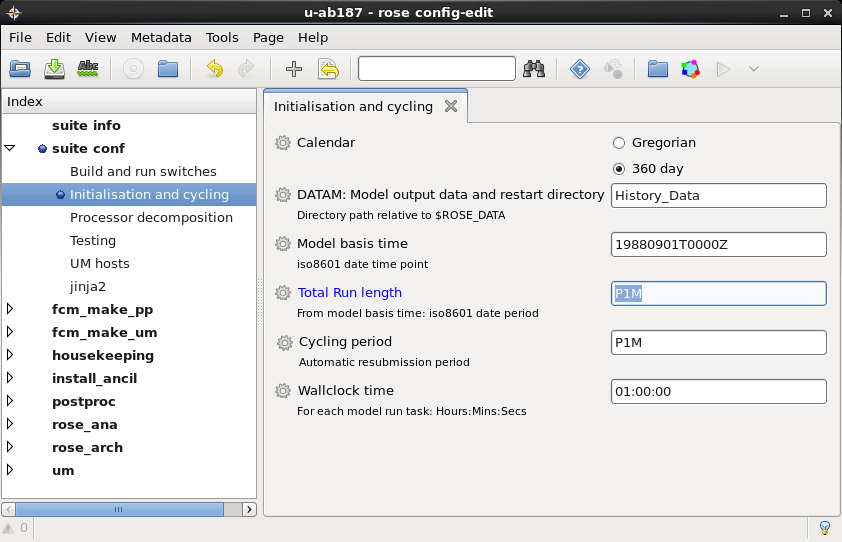 u-ab187 - rose config-edit
File Edit View Metadata Tools Page Help
Abc
Index
suite info
suite conf
Build and run switches
Initialisation and cycling
Processor decomposition
Testing
UM hosts
jinja2
fcm_make_pp
fcm_make_um
housekeeping
install_ancil
postproc
rose_ana
rose_arch
um
0
Initialisation and cycling
Calendar
Gregorian
360 day
DATAM: Model output data and restart directory History_Data
Directory path relative to $ROSE_DATA
Model basis time 19880901T0000Z
iso8601 date time point
Total Run length P1M
From model basis time: iso8601 date period
Cycling period P1M
Automatic resubmission period
Wallclock time 01:00:00
For each model run task: Hours:Mins:Secs